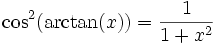 cos²(arctan(x)) = 1/(1 + x²)